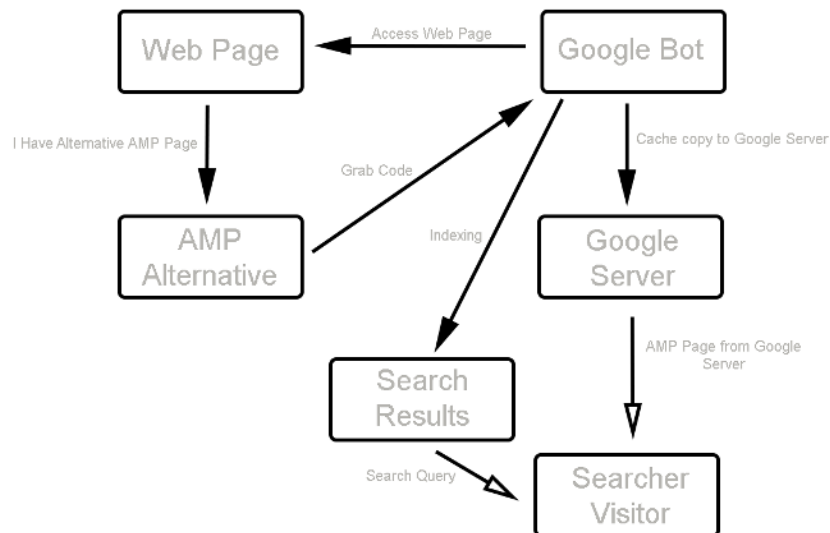 Web Page
Access Web Page
Google Bot
I Have Alternative AMP Page
Cache copy to Google Server
Grab Code
AMP
Alternative
Indexing
Google
Server
AMP Page from Google
Server
Search
Results
Search Query
Searcher
Visitor